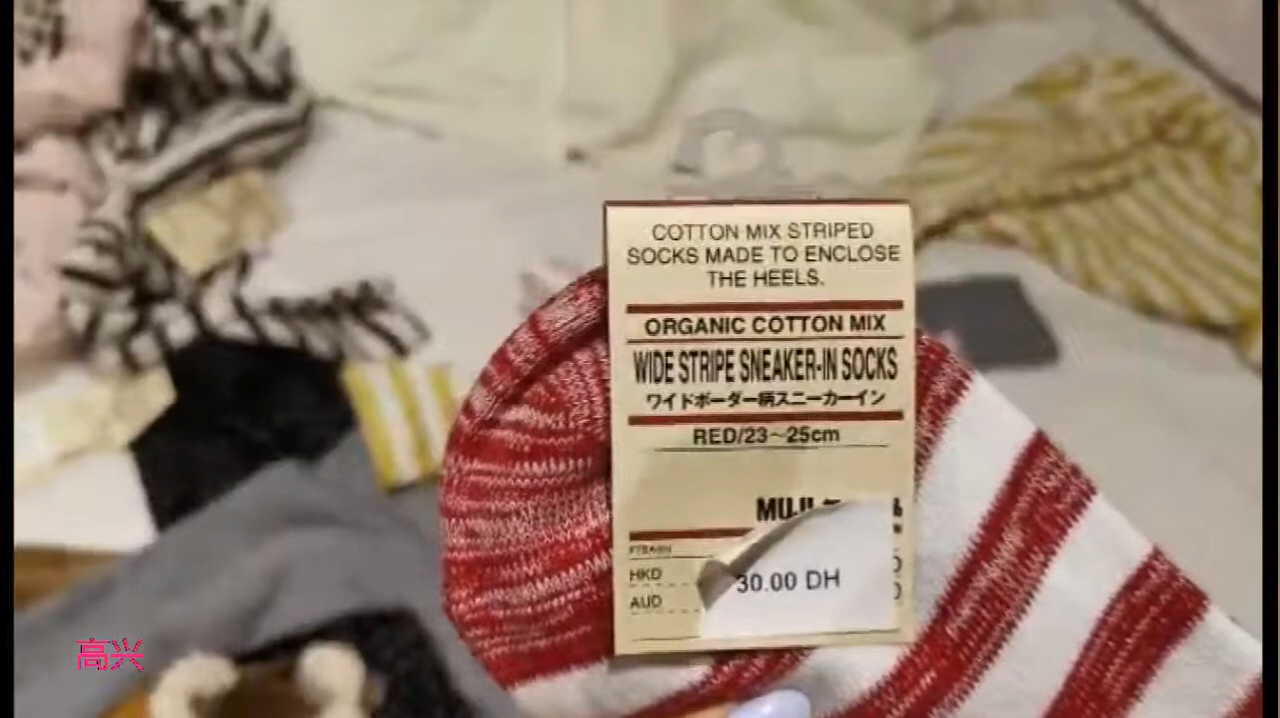 COTTON MIX STRIPED
SOCKS MADE TO ENCLOSE
THE HEELS.
ORGANIC COTTON MIX
WIDE STRIPE SNEAKER-IN SOCKS
ワイドボーダー柄スニーカーイン
RED/23~25cm
MUJI
HKD
30.00 DH
AUD
高兴